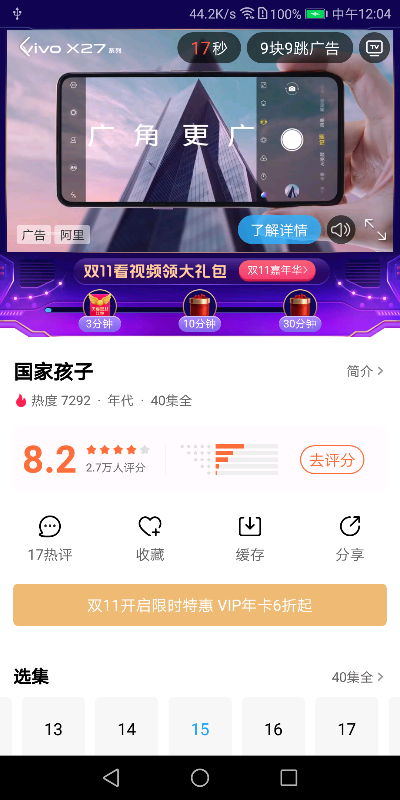 44.2K/s 100% 中午12:04
vivo X27 系列
17秒
9块9跳广告
TV
广 角 更 广
广告 阿里
了解详情
双11看视频领大礼包
双11嘉年华>
3分钟
10分钟
30分钟
国家孩子
简介 >
热度 7292 · 年代 · 40集全
8.2
2.7万人评分
去评分
17热评
收藏
缓存
分享
双11开启限时特惠 VIP年卡6折起
选集
40集全 >
13
14
15
16
17